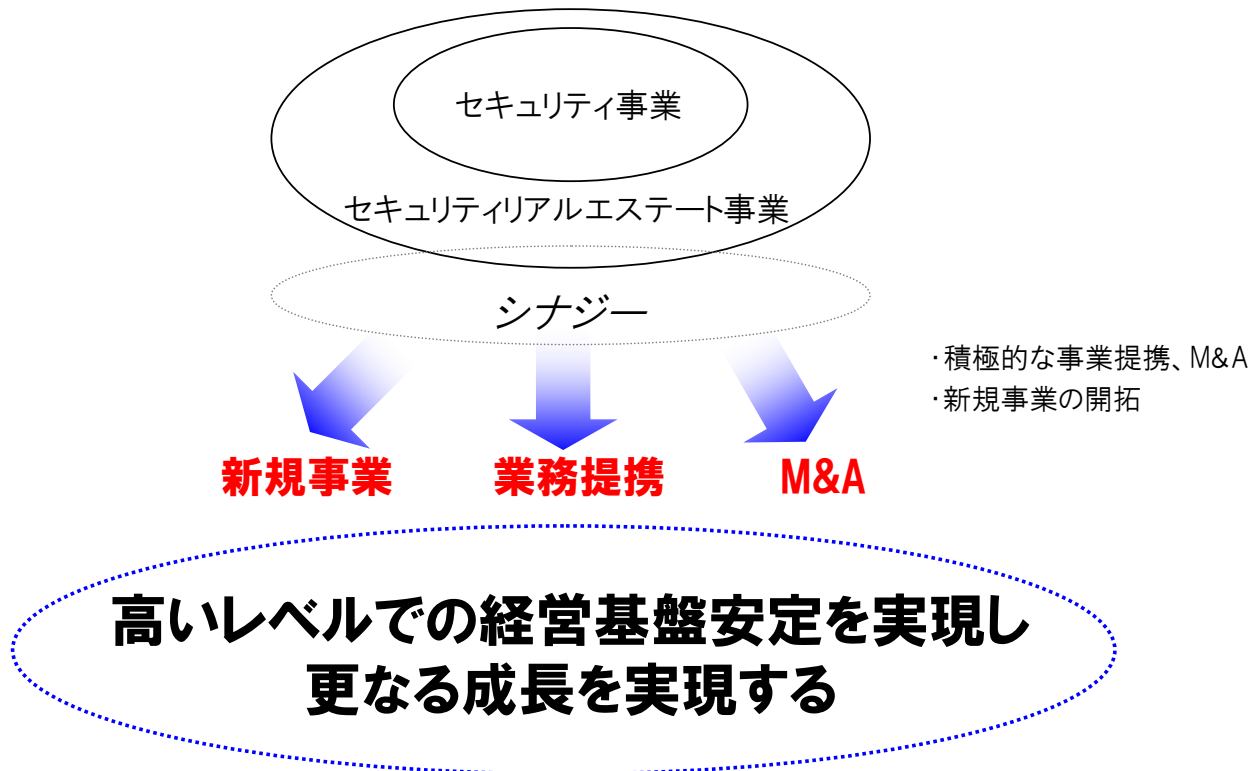 セキュリティ事業
セキュリティリアルエステート事業
シナジー
・積極的な事業提携、M&A
・新規事業の開拓
新規事業
業務提携
M&A
高いレベルでの経営基盤安定を実現し
更なる成長を実現する